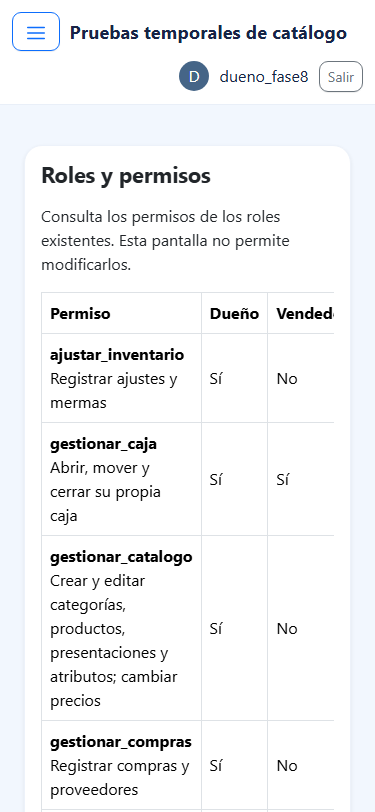 Pruebas temporales de catálogo
D dueno_fase8 Salir
Roles y permisos
Consulta los permisos de los roles
existentes. Esta pantalla no permite
modificarlos.
Permiso Dueño
ajustar_inventario
Registrar ajustes y
mermas
Sí No
gestionar_caja
Abrir, mover y
cerrar su propia
caja
Sí Sí
gestionar_catalogo
Crear y editar
categorías,
productos,
presentaciones y
atributos; cambiar
precios
Sí No
gestionar_compras
Registrar compras y
proveedores
Sí No